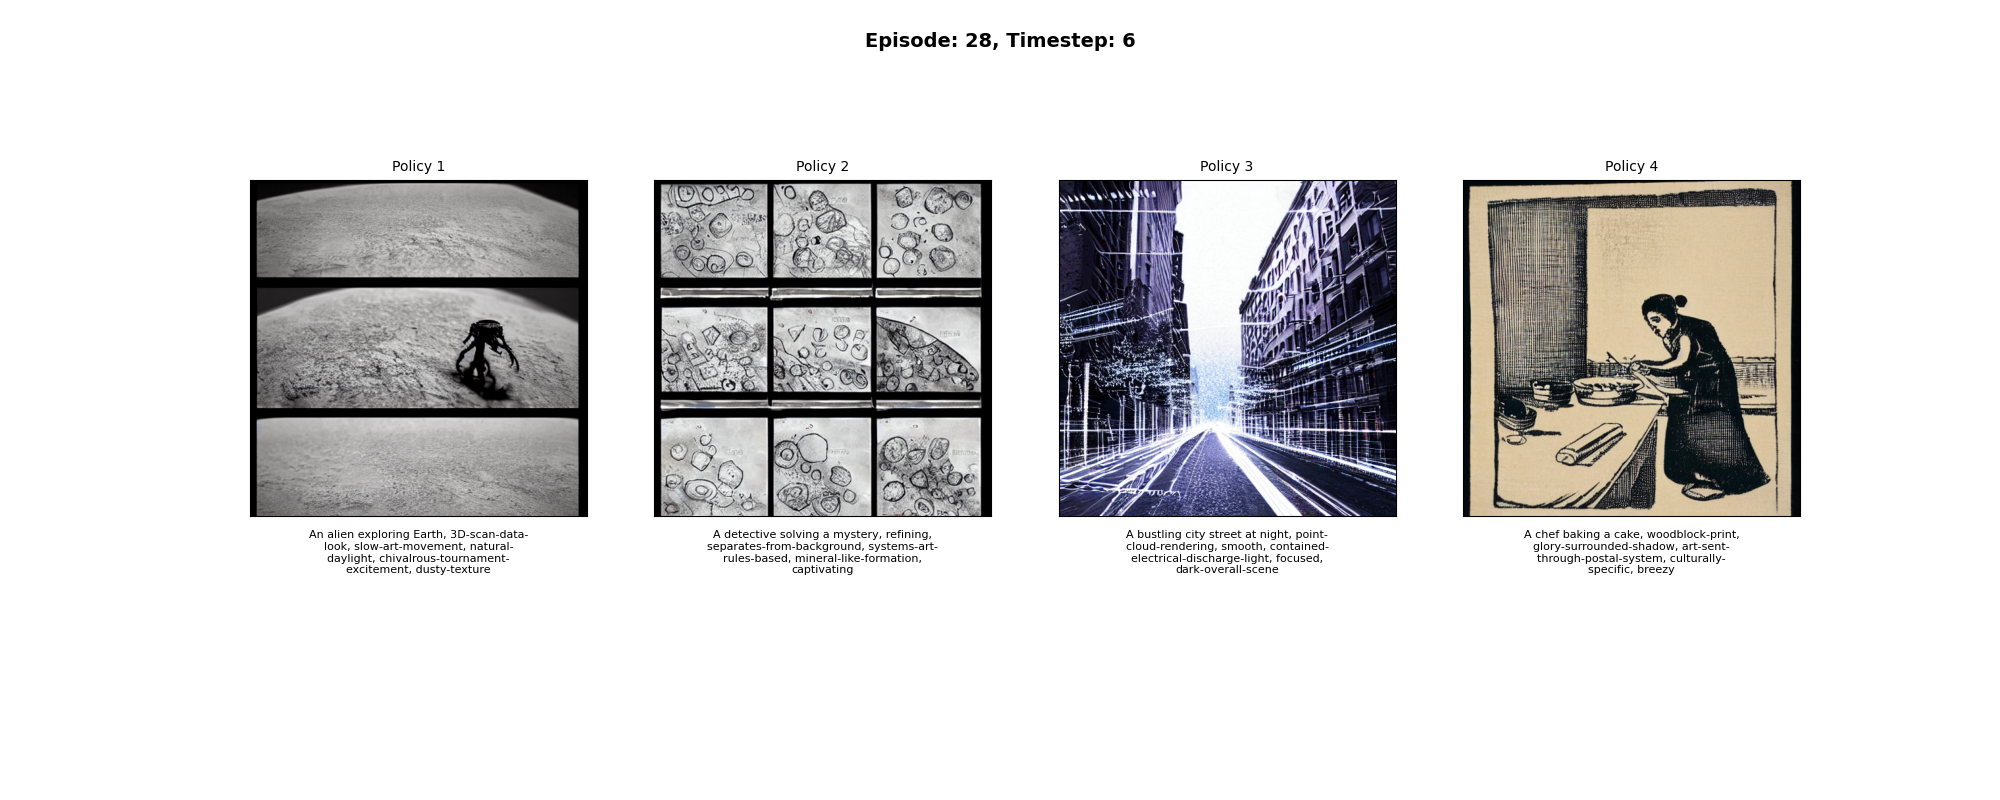 Episode: 28, Timestep: 6
Policy 1
Policy 2
Policy 3
Policy 4
An alien exploring Earth, 3D-scan-data-
look, slow-art-movement, natural-
daylight, chivalrous-tournament-
excitement, dusty-texture
A detective solving a mystery, refining,
separates-from-background, systems-art-
rules-based, mineral-like-formation,
captivating
A bustling city street at night, point-
cloud-rendering, smooth, contained-
electrical-discharge-light, focused,
dark-overall-scene
A chef baking a cake, woodblock-print,
glory-surrounded-shadow, art-sent-
through-postal-system, culturally-
specific, breezy